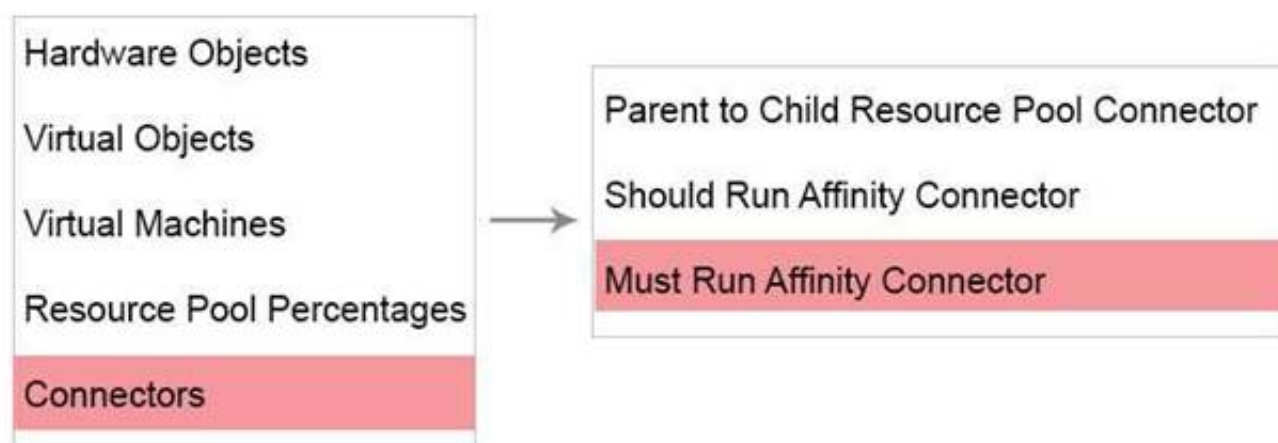 Hardware Objects
Virtual Objects
Virtual Machines
Resource Pool Percentages
Connectors
Parent to Child Resource Pool Connector
Should Run Affinity Connector
Must Run Affinity Connector